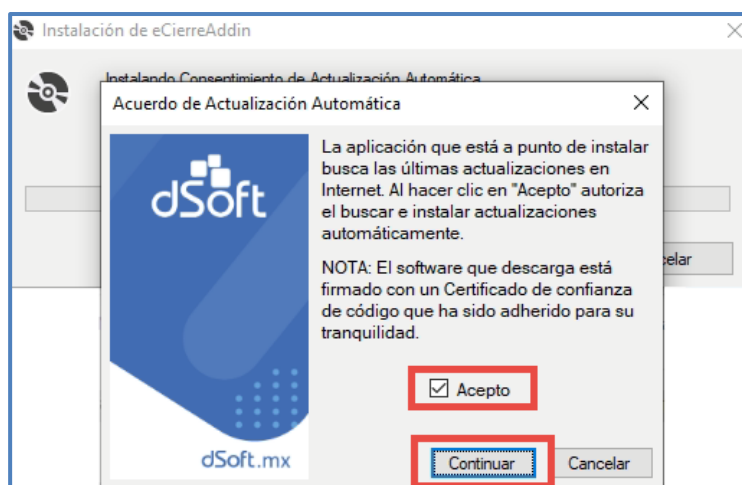 Instalación de eCierreAddin
Instalando Consentimiento de Actualización Automática
Acuerdo de Actualización Automática
dSoft
La aplicación que está a punto de instalar
busca las últimas actualizaciones en
Internet. Al hacer clic en "Acepto" autoriza
el buscar e instalar actualizaciones
automáticamente.
NOTA: El software que descarga está
firmado con un Certificado de confianza
de código que ha sido adherido para su
tranquilidad.
Acepto
dSoft.mx
Continuar
Cancelar